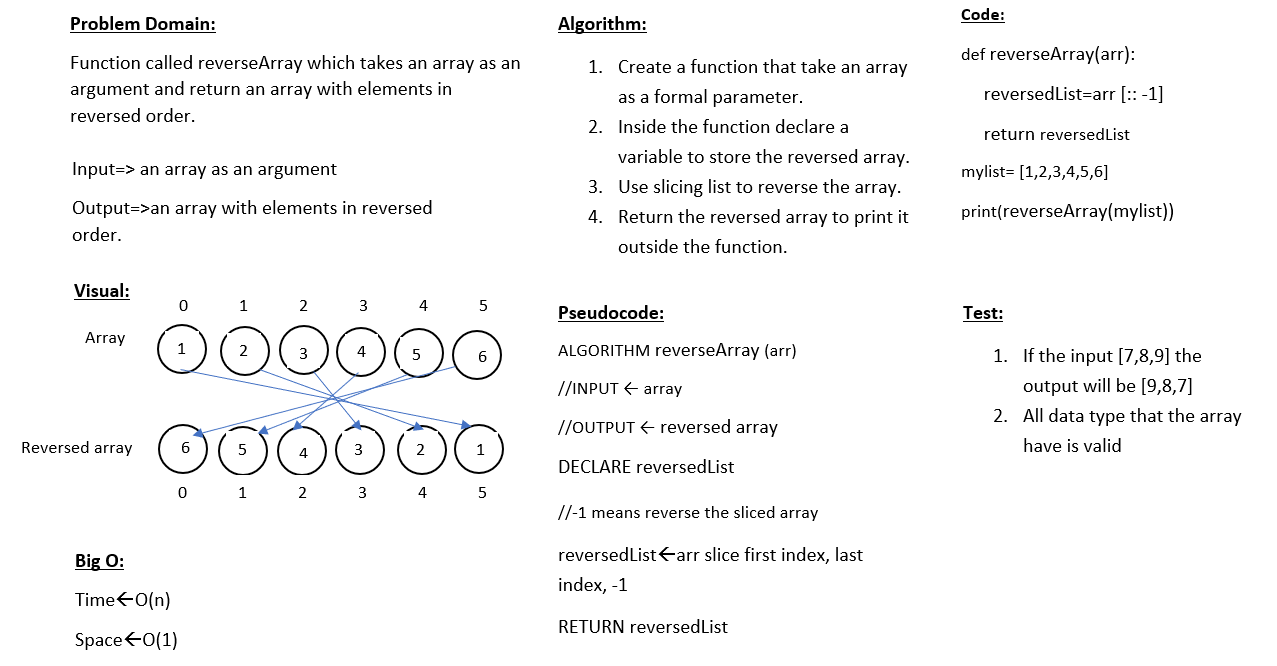 Problem Domain:
Function called reverseArray which takes an array as an
argument and return an array with elements in
reversed order.
Input=> an array as an argument
Output=>an array with elements in reversed
order.
Visual:
0 1 2 3 4 5
Array
1 2 3 4 5 6
Reversed array
6 5 4 3 2 1
0 1 2 3 4 5
Big O:
Time←O(n)
Space←O(1)
Algorithm:
1. Create a function that take an array
as a formal parameter.
2. Inside the function declare a
variable to store the reversed array.
3. Use slicing list to reverse the array.
4. Return the reversed array to print it
outside the function.
Pseudocode:
ALGORITHM reverseArray (arr)
//INPUT ← array
//OUTPUT ← reversed array
DECLARE reversedList
//-1 means reverse the sliced array
reversedList←arr slice first index, last
index, -1
RETURN reversedList
Code:
def reverseArray(arr):
reversedList=arr [:: -1]
return reversedList
mylist= [1,2,3,4,5,6]
print(reverseArray(mylist))
Test:
1. If the input [7,8,9] the
output will be [9,8,7]
2. All data type that the array
have is valid